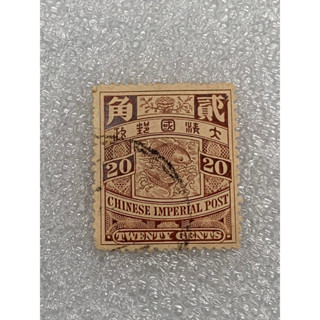 貳角
大清國郵政
20 20
CHINESE IMPERIAL POST
TWENTY CENTS